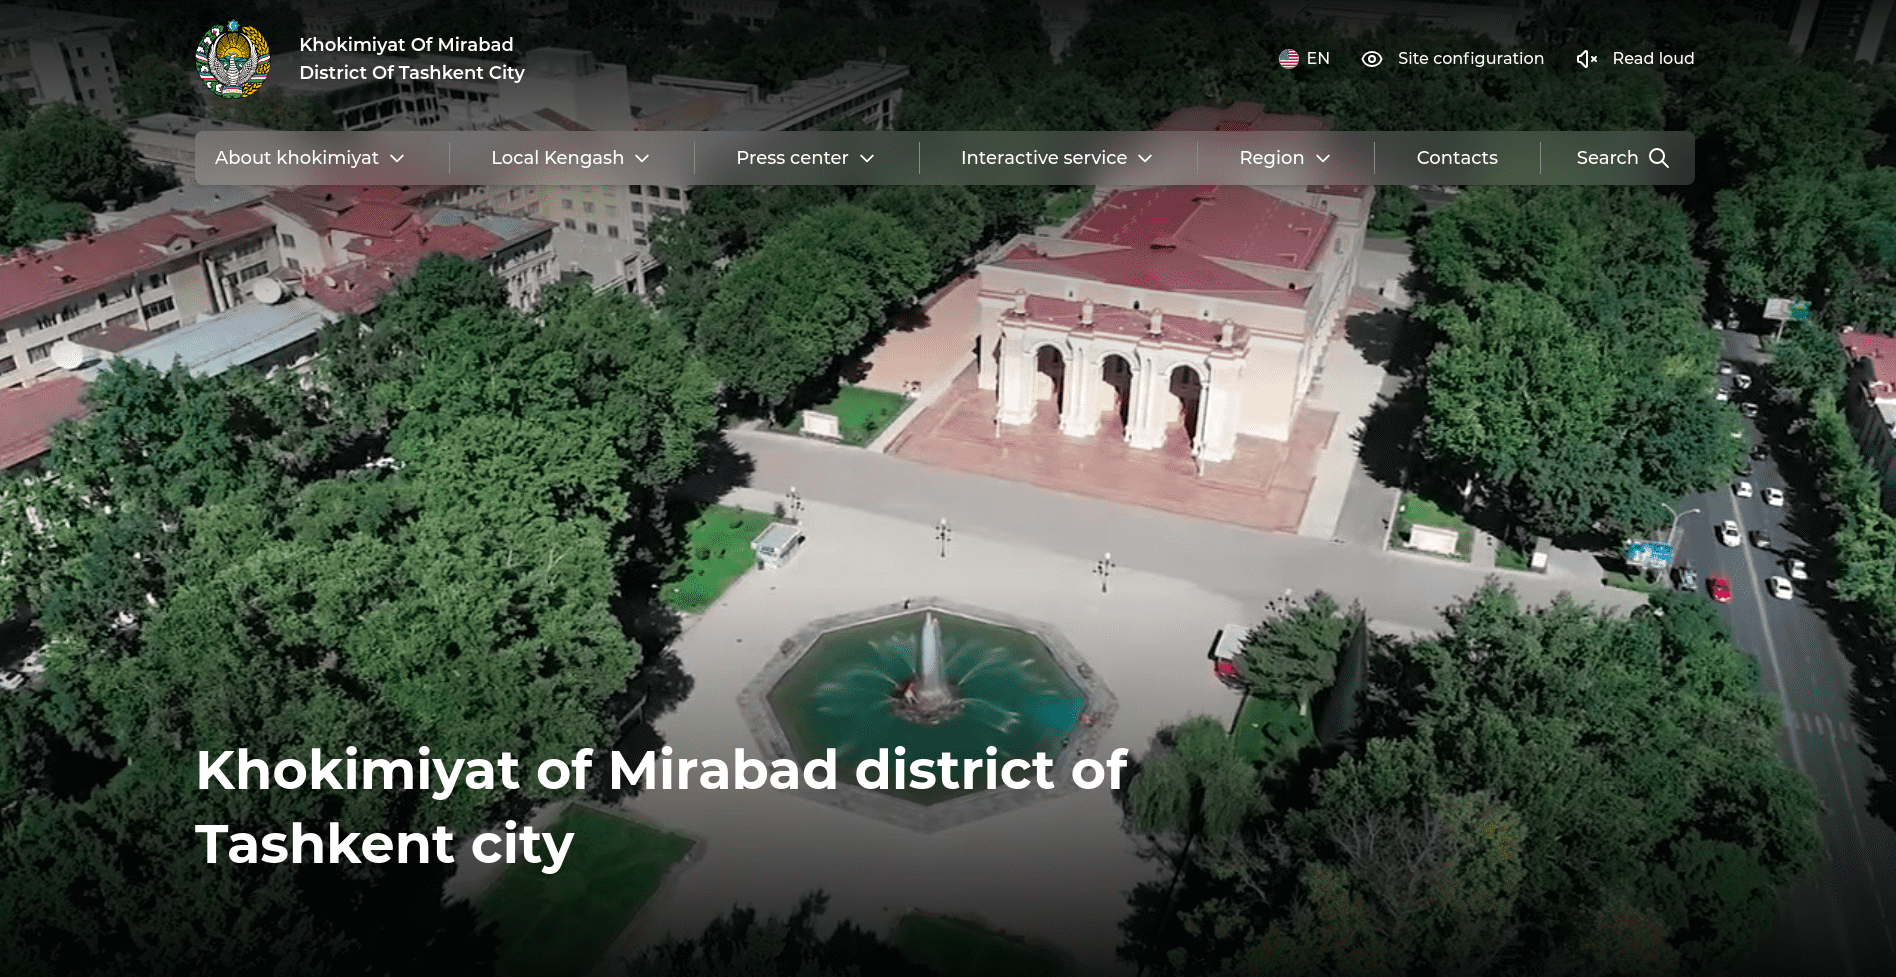 Khokimiyat Of Mirabad
District Of Tashkent City
EN
Site configuration
Read loud
About khokimiyat
Local Kengash
Press center
Interactive service
Region
Contacts
Search
Khokimiyat of Mirabad district of
Tashkent city